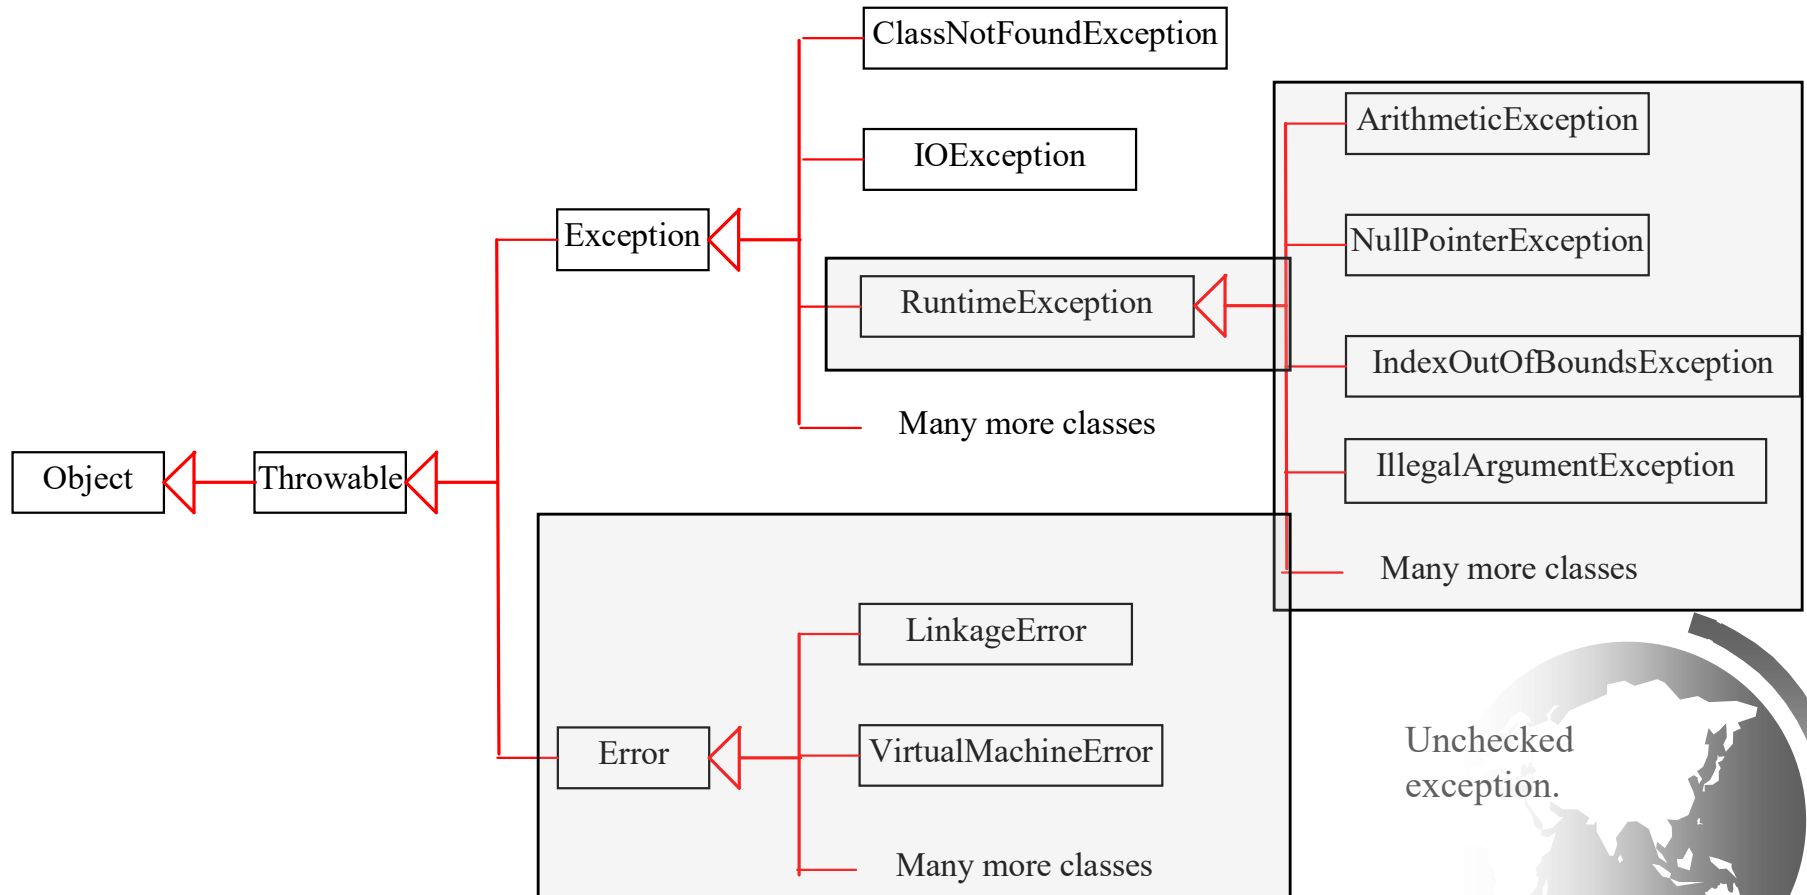 ClassNotFoundException
ArithmeticException
IOException
NullPointerException
Exception
RuntimeException
IndexOutOfBoundsException
Many more classes
IllegalArgumentException
Object
Throwable
Many more classes
LinkageError
Error
VirtualMachineError
Unchecked
exception.
Many more classes